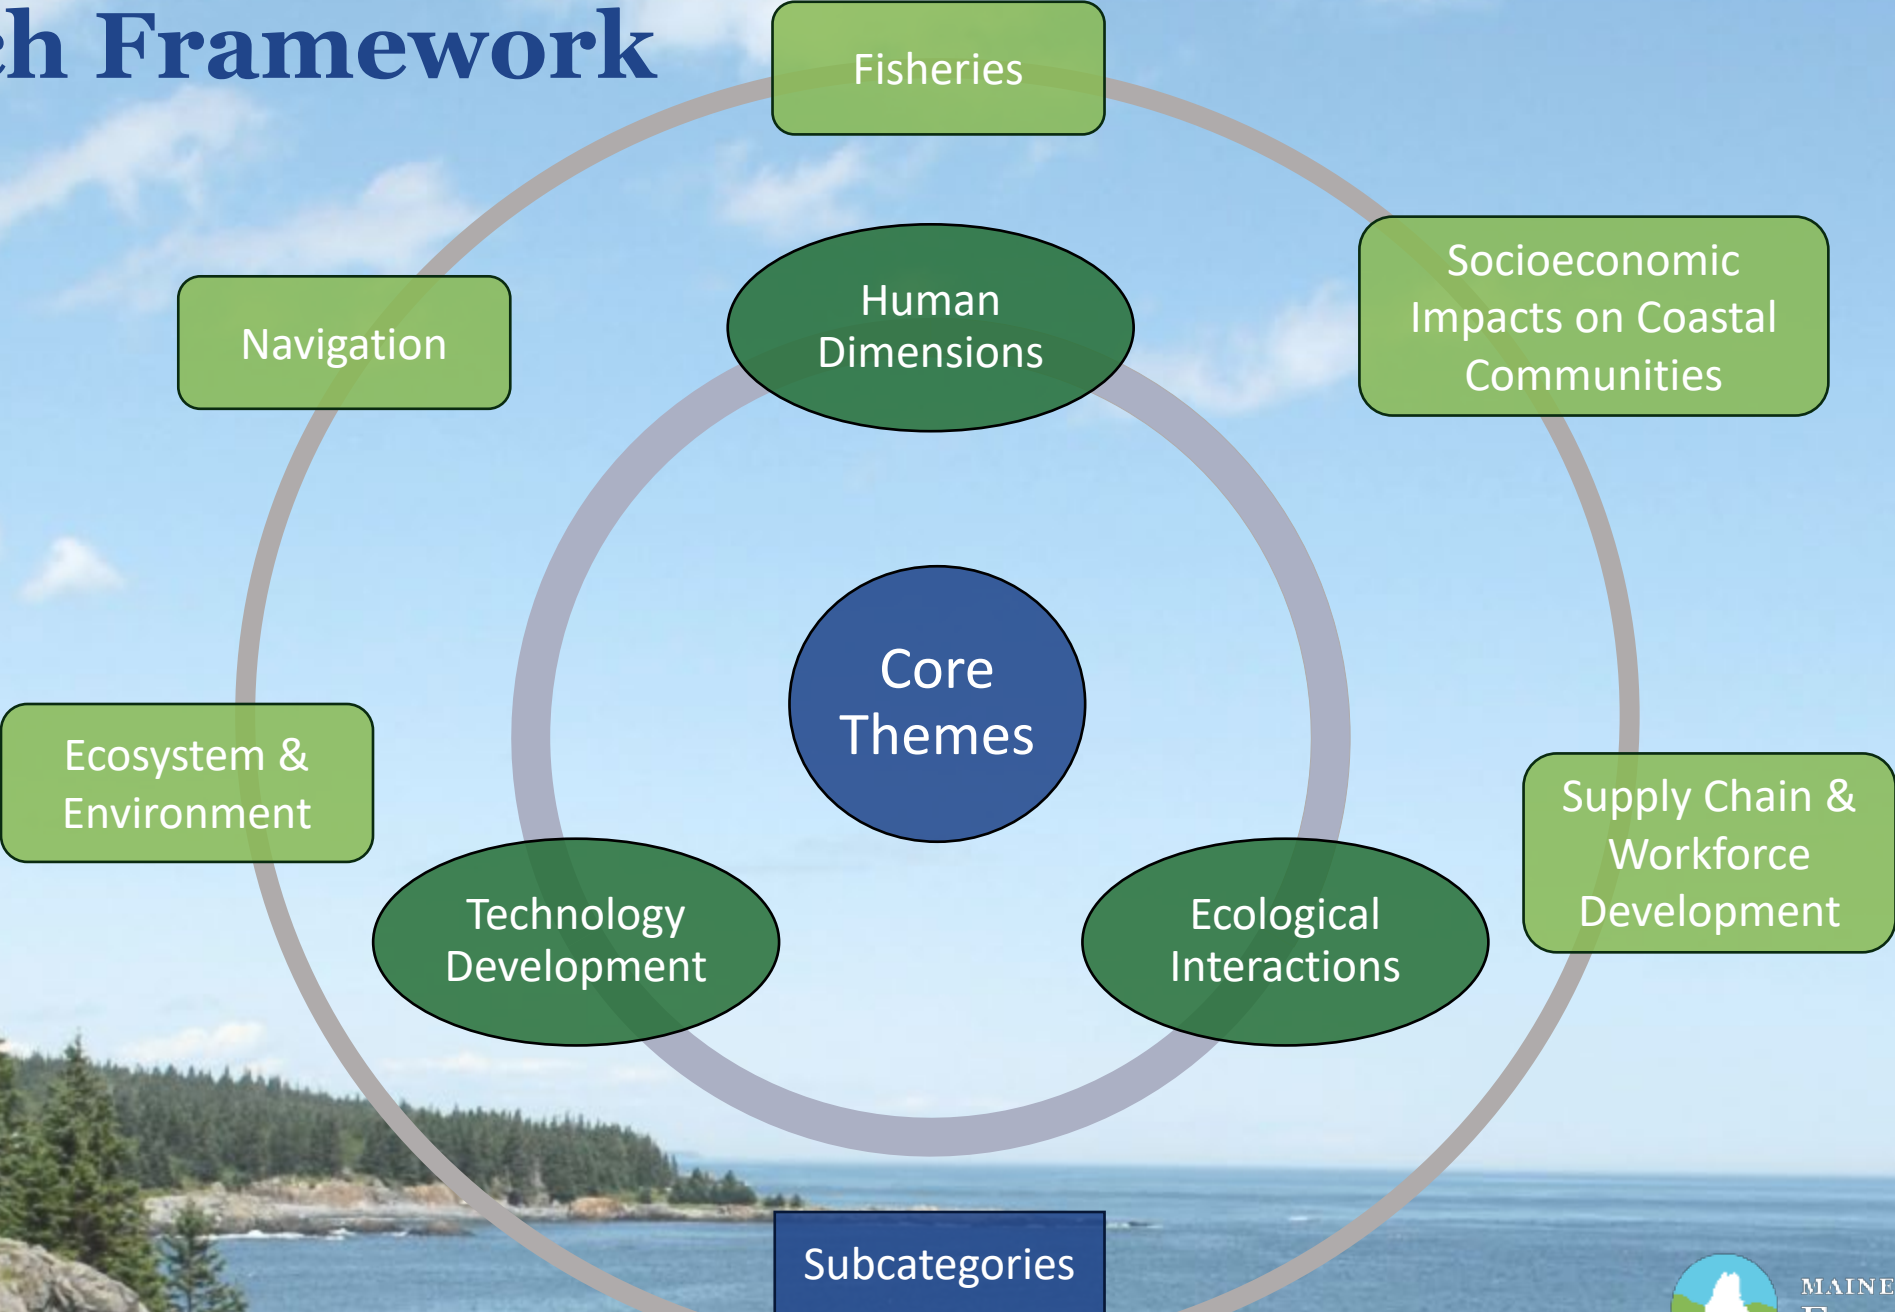 Framework
Fisheries
Human
Dimensions
Socioeconomic
Impacts on Coastal
Communities
Navigation
Core
Themes
Ecosystem &
Environment
Supply Chain &
Workforce
Development
Technology
Development
Ecological
Interactions
Subcategories
MAINE